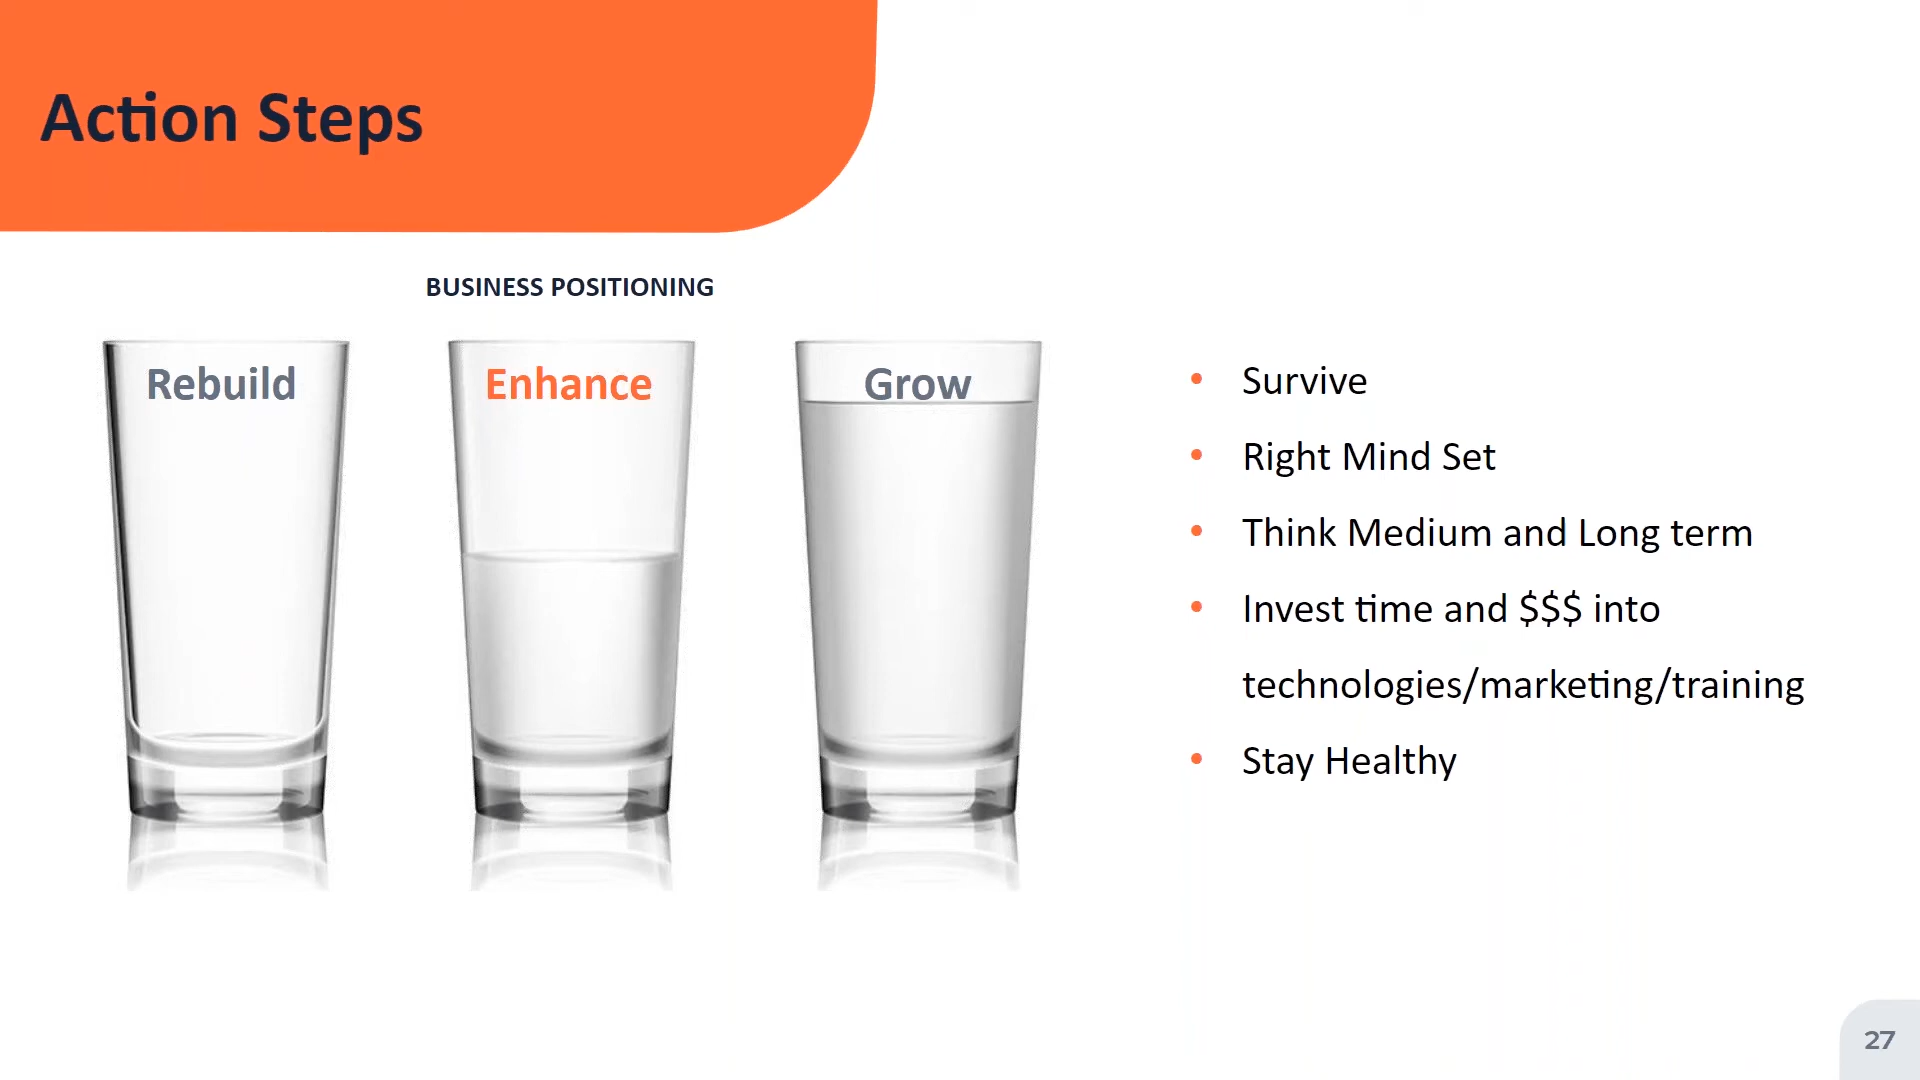 Action Steps
BUSINESS POSITIONING
Rebuild
Enhance
Grow
• Survive
• Right Mind Set
• Think Medium and Long term
• Invest time and $$$ into
technologies/marketing/training
• Stay Healthy
27